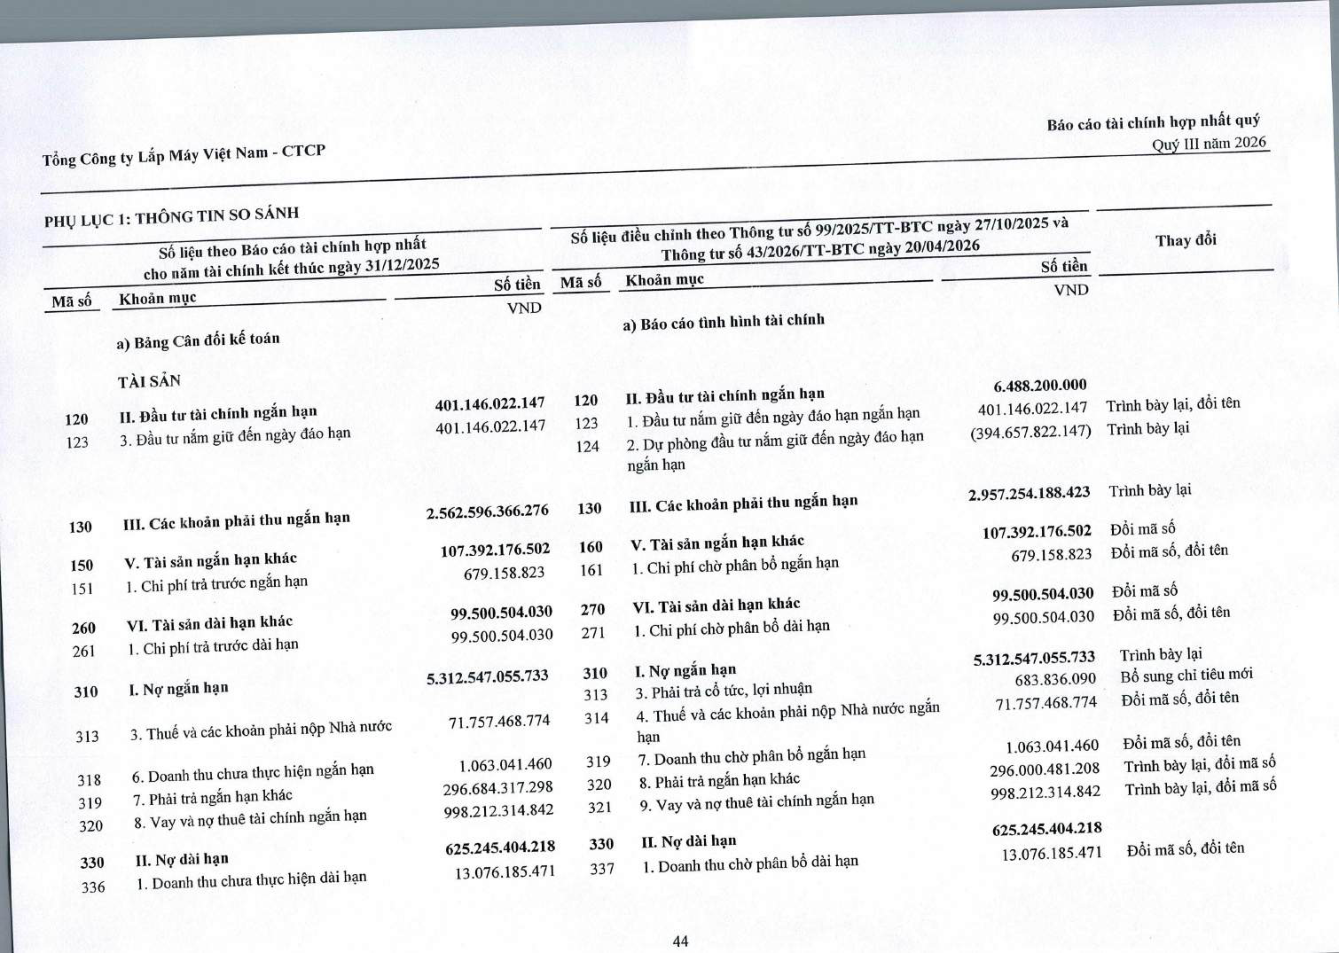 Tổng Công ty Lắp Máy Việt Nam - CTCP
Báo cáo tài chính hợp nhất quý
Quý III năm 2026
PHỤ LỤC 1: THÔNG TIN SO SÁNH
Số liệu theo Báo cáo tài chính hợp nhất
cho năm tài chính kết thúc ngày 31/12/2025
Số liệu điều chỉnh theo Thông tư số 99/2025/TT-BTC ngày 27/10/2025 và
Thông tư số 43/2026/TT-BTC ngày 20/04/2026
Thay đổi
Mã số Khoản mục Số tiền Mã số Khoản mục Số tiền
VND VND
a) Bảng Cân đối kế toán a) Báo cáo tình hình tài chính
TÀI SẢN
120 II. Đầu tư tài chính ngắn hạn 401.146.022.147 120 II. Đầu tư tài chính ngắn hạn 6.488.200.000
123 3. Đầu tư nắm giữ đến ngày đáo hạn 401.146.022.147 123 1. Đầu tư nắm giữ đến ngày đáo hạn ngắn hạn 401.146.022.147 Trình bày lại, đổi tên
124 2. Dự phòng đầu tư nắm giữ đến ngày đáo hạn (394.657.822.147) Trình bày lại
ngắn hạn
130 III. Các khoản phải thu ngắn hạn 2.562.596.366.276 130 III. Các khoản phải thu ngắn hạn 2.957.254.188.423 Trình bày lại
150 V. Tài sản ngắn hạn khác 107.392.176.502 160 V. Tài sản ngắn hạn khác 107.392.176.502 Đổi mã số
151 1. Chi phí trả trước ngắn hạn 679.158.823 161 1. Chi phí chờ phân bổ ngắn hạn 679.158.823 Đổi mã số, đổi tên
260 VI. Tài sản dài hạn khác 99.500.504.030 270 VI. Tài sản dài hạn khác 99.500.504.030 Đổi mã số
261 1. Chi phí trả trước dài hạn 99.500.504.030 271 1. Chi phí chờ phân bổ dài hạn 99.500.504.030 Đổi mã số, đổi tên
310 I. Nợ ngắn hạn 5.312.547.055.733 310 I. Nợ ngắn hạn 5.312.547.055.733 Trình bày lại
313 3. Phải trả cổ tức, lợi nhuận 683.836.090 Bổ sung chỉ tiêu mới
313 3. Thuế và các khoản phải nộp Nhà nước 71.757.468.774 314 4. Thuế và các khoản phải nộp Nhà nước ngắn 71.757.468.774 Đổi mã số, đổi tên
hạn
318 6. Doanh thu chưa thực hiện ngắn hạn 1.063.041.460 319 7. Doanh thu chờ phân bổ ngắn hạn 1.063.041.460 Đổi mã số, đổi tên
319 7. Phải trả ngắn hạn khác 296.684.317.298 320 8. Phải trả ngắn hạn khác 296.000.481.208 Trình bày lại, đổi mã số
320 8. Vay và nợ thuê tài chính ngắn hạn 998.212.314.842 321 9. Vay và nợ thuê tài chính ngắn hạn 998.212.314.842 Trình bày lại, đổi mã số
330 II. Nợ dài hạn 625.245.404.218 330 II. Nợ dài hạn 625.245.404.218
336 1. Doanh thu chưa thực hiện dài hạn 13.076.185.471 337 1. Doanh thu chờ phân bổ dài hạn 13.076.185.471 Đổi mã số, đổi tên
44